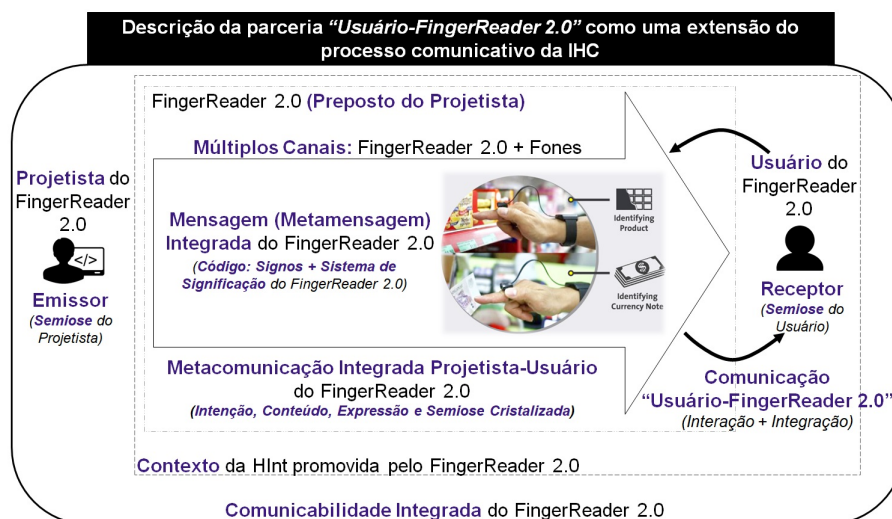 Descrição da parceria “Usuário-FingerReader 2.0” como uma extensão do
processo comunicativo da IHC
FingerReader 2.0 (Preposto do Projetista)
Múltiplos Canais: FingerReader 2.0 + Fones
Projetista do
FingerReader
2.0
Emissor
(Semiose do
Projetista)
Mensagem (Metamensagem)
Integrada do FingerReader 2.0
(Código: Signos + Sistema de
Significação do FingerReader 2.0)
Identifying
Product
Identifying
Currency Note
Usuário do
FingerReader
2.0
Receptor
(Semiose do
Usuário)
Metacomunicação Integrada Projetista-Usuário
do FingerReader 2.0
(Intenção, Conteúdo, Expressão e Semiose Cristalizada)
Comunicação
“Usuário-FingerReader 2.0”
(Interação + Integração)
Contexto da HInt promovida pelo FingerReader 2.0
Comunicabilidade Integrada do FingerReader 2.0